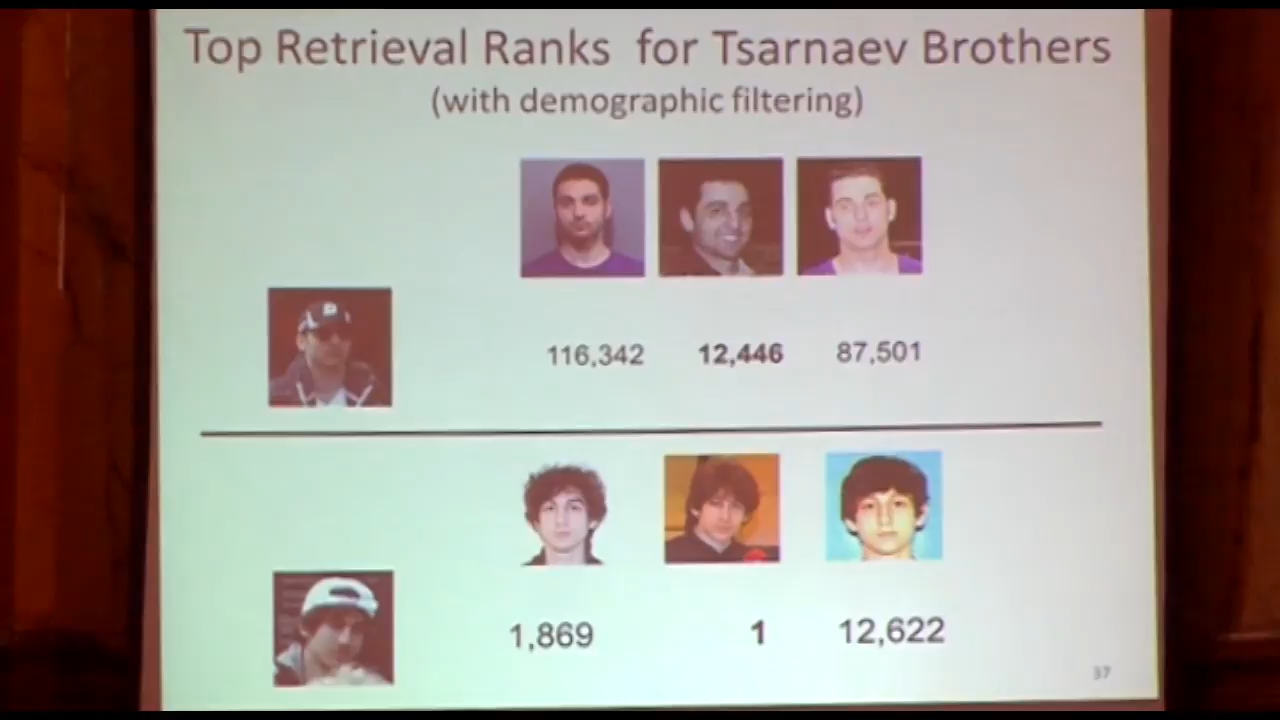 Top Retrieval Ranks for Tsarnaev Brothers
(with demographic filtering)
116,342 12,446 87,501
1,869 1 12,622
37